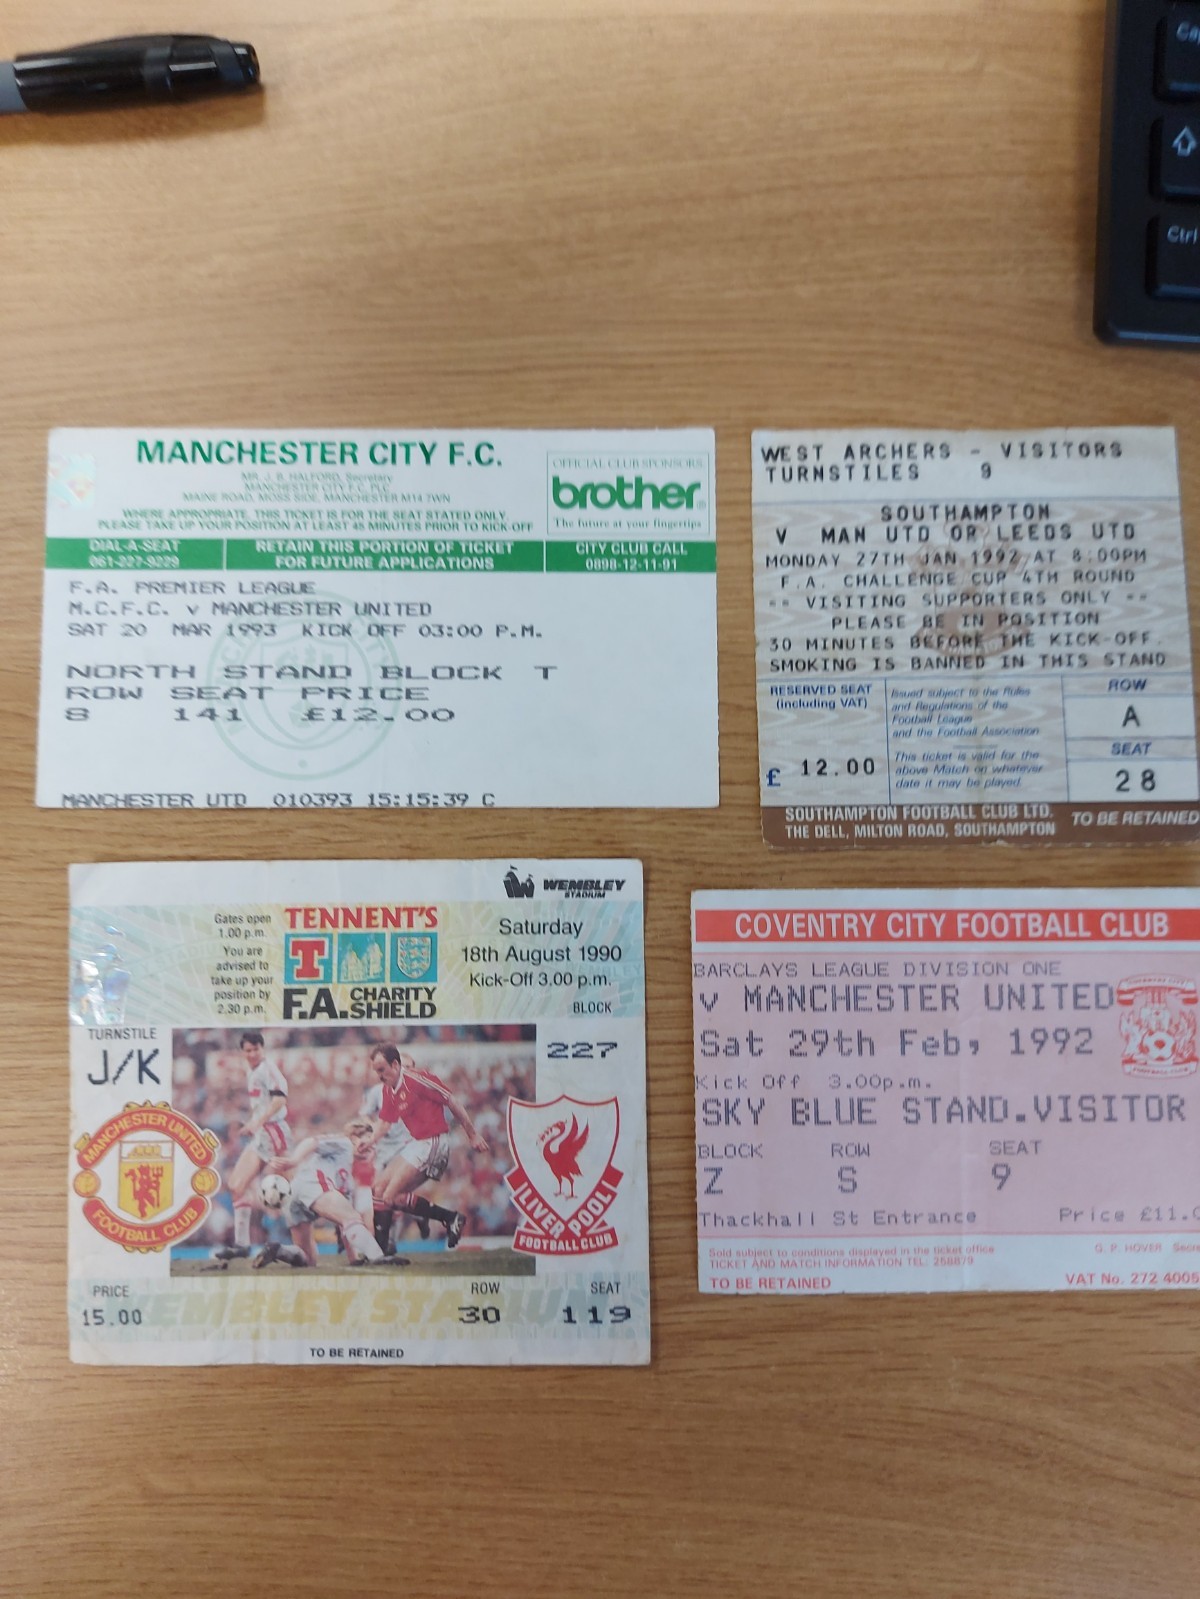 Ca
Ctrl
MANCHESTER CITY F.C.
MR. J. B. HALFORD, Secretary
MANCHESTER CITY F.C. PLC
MAINE ROAD, MOSS SIDE, MANCHESTER M14 7WN
WHERE APPROPRIATE, THIS TICKET IS FOR THE SEAT STATED ONLY.
PLEASE TAKE UP YOUR POSITION AT LEAST 45 MINUTES PRIOR TO KICK-OFF
OFFICIAL CLUB SPONSORS
brother
The future at your fingertips
DIAL-A-SEAT
061-227-9229
RETAIN THIS PORTION OF TICKET
FOR FUTURE APPLICATIONS
CITY CLUB CALL
0898-12-11-91
F.A. PREMIER LEAGUE
M.C.F.C. v MANCHESTER UNITED
SAT 20 MAR 1993 KICK OFF 03:00 P.M.
NORTH STAND BLOCK T
ROW SEAT PRICE
8 141 £12.00
MANCHESTER UTD 010393 15:15:39 C
WEST ARCHERS - VISITORS
TURNSTILES 9
SOUTHAMPTON
V MAN UTD OR LEEDS UTD
MONDAY 27TH JAN 1992 AT 8:00PM
F.A. CHALLENGE CUP 4TH ROUND
== VISITING SUPPORTERS ONLY ==
PLEASE BE IN POSITION
30 MINUTES BEFORE THE KICK-OFF.
SMOKING IS BANNED IN THIS STAND
RESERVED SEAT
(including VAT)
£ 12.00
Issued subject to the Rules
and Regulations of the
Football League
and the Football Association
This ticket is valid for the
above Match on whatever
date it may be played.
ROW
A
SEAT
28
SOUTHAMPTON FOOTBALL CLUB LTD.
THE DELL, MILTON ROAD, SOUTHAMPTON
TO BE RETAINED
WEMBLEY
STADIUM
Gates open
1.00 p.m.
You are
advised to
take up your
position by
2.30 p.m.
TENNENT'S
T
F.A. CHARITY
SHIELD
Saturday
18th August 1990
Kick-Off 3.00 p.m.
BLOCK
227
TURNSTILE
J/K
MANCHESTER UNITED
FOOTBALL CLUB
LIVERPOOL
FOOTBALL CLUB
PRICE
15.00
ROW
30
SEAT
119
WEMBLEY STADIUM
TO BE RETAINED
COVENTRY CITY FOOTBALL CLUB
BARCLAYS LEAGUE DIVISION ONE
v MANCHESTER UNITED
Sat 29th Feb, 1992
Kick Off 3.00p.m.
SKY BLUE STAND.VISITOR
BLOCK ROW SEAT
Z S 9
Thackhall St Entrance Price £11.0
Sold subject to conditions displayed in the ticket office
TICKET AND MATCH INFORMATION TEL: 258879
TO BE RETAINED
G. P. HOVER Secre
VAT No. 272 4005